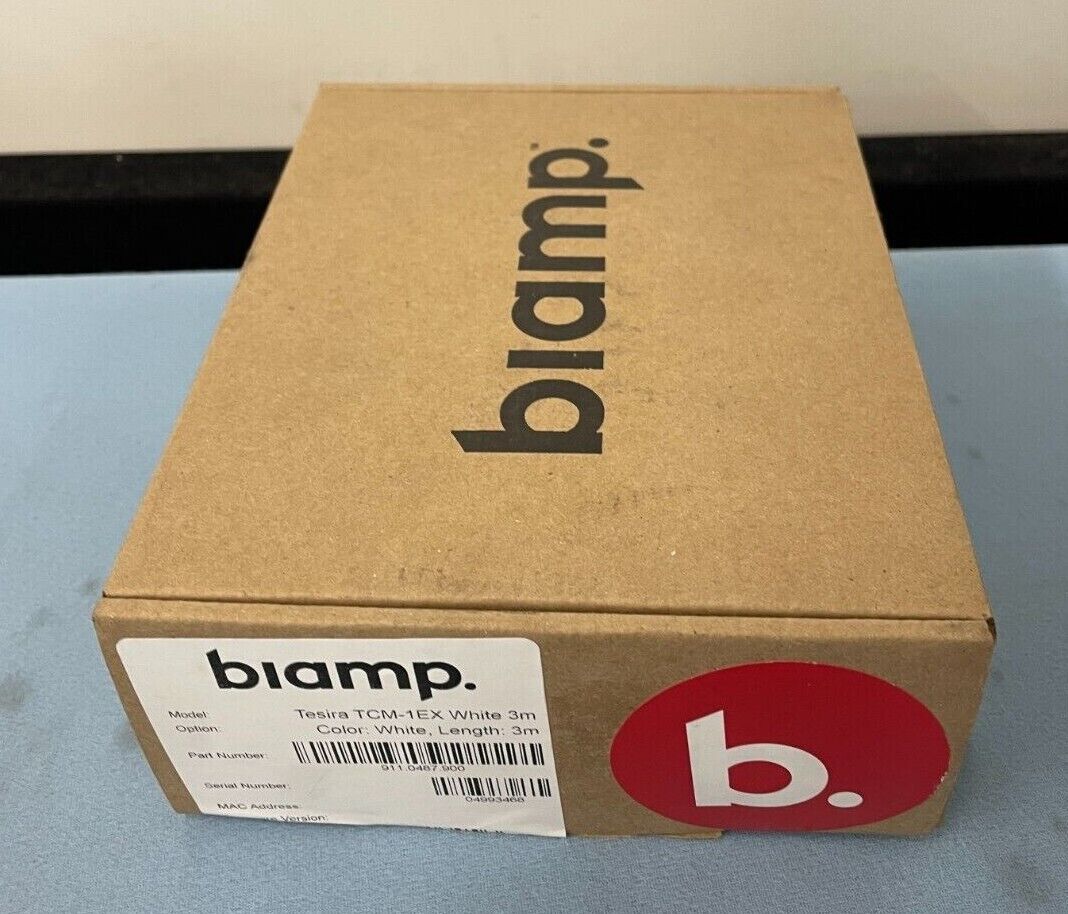 biamp.
biamp.
Model: Tesira TCM-1EX White 3m
Option: Color: White, Length: 3m
Part Number:
911.0487.900
Serial Number:
04993468
MAC Address:
Version:
b.